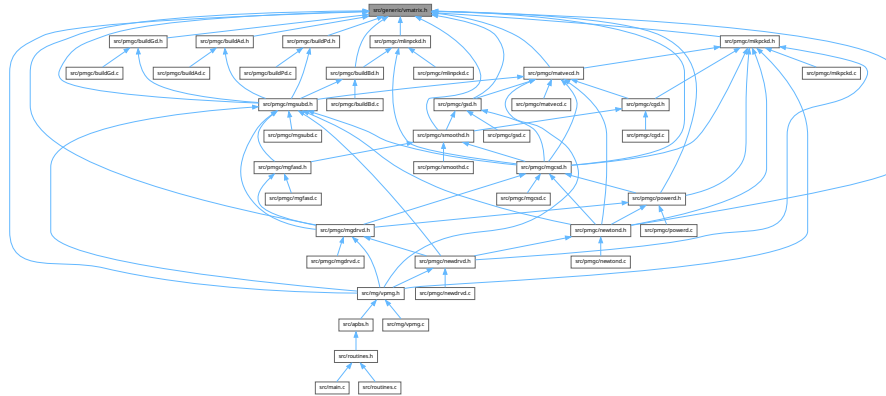 src/generic/vmatrix.h
src/pmgc/buildGd.h
src/pmgc/buildAd.h
src/pmgc/buildPd.h
src/pmgc/mlinpckd.h
src/pmgc/mikpckd.h
src/pmgc/buildGd.c
src/pmgc/buildAd.c
src/pmgc/buildPd.c
src/pmgc/buildBd.h
src/pmgc/mlinpckd.c
src/pmgc/matvecd.h
src/pmgc/mikpckd.c
src/pmgc/mgsubd.h
src/pmgc/buildBd.c
src/pmgc/gsd.h
src/pmgc/matvecd.c
src/pmgc/cgd.h
src/pmgc/mgsubd.c
src/pmgc/smoothd.h
src/pmgc/gsd.c
src/pmgc/cgd.c
src/pmgc/mgfasd.h
src/pmgc/smoothd.c
src/pmgc/mgcsd.h
src/pmgc/mgfasd.c
src/pmgc/mgcsd.c
src/pmgc/powerd.h
src/pmgc/mgdrvd.h
src/pmgc/newtond.h
src/pmgc/powerd.c
src/pmgc/mgdrvd.c
src/pmgc/newdrvd.h
src/pmgc/newtond.c
src/mg/vpmg.h
src/pmgc/newdrvd.c
src/apbs.h
src/mg/vpmg.c
src/routines.h
src/main.c
src/routines.c